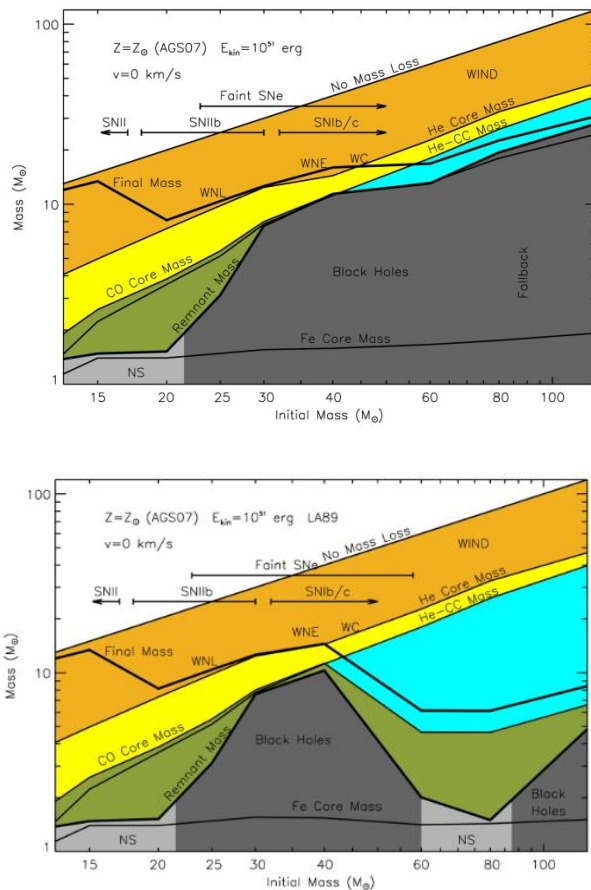 Z=Z⊙ (AGS07) Eₖᵢₙ=10⁵¹ erg
v=0 km/s
No Mass Loss
WIND
Faint SNe
SNII
SNIIb
SNIb/c
He Core Mass
He-CC Mass
WNE
WC
Final Mass
WNL
CO Core Mass
Remnant Mass
Black Holes
Fallback
Fe Core Mass
NS
Mass (M⊙)
100
10
1
15
20
25
30
40
60
80
100
Initial Mass (M⊙)
Z=Z⊙ (AGS07) Eₖᵢₙ=10⁵¹ erg LA89
v=0 km/s
No Mass Loss
WIND
Faint SNe
SNII
SNIIb
SNIb/c
He Core Mass
He-CC Mass
WNE
WC
Final Mass
WNL
CO Core Mass
Remnant Mass
Black Holes
Fe Core Mass
Black
Holes
NS
NS
Mass (M⊙)
100
10
1
15
20
25
30
40
60
80
100
Initial Mass (M⊙)